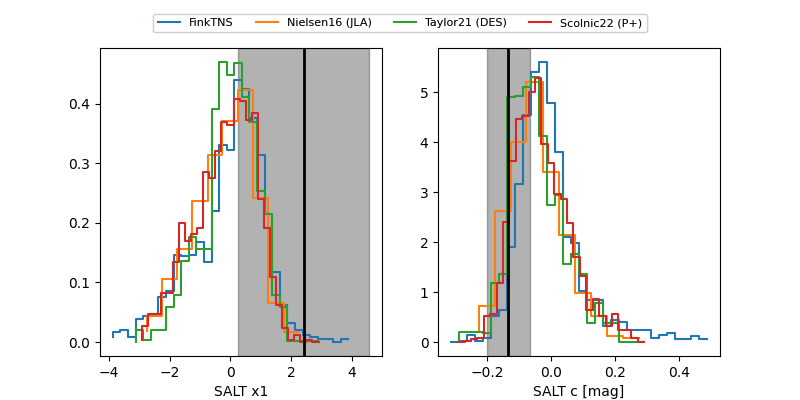 FinkTNS Nielsen16 (JLA) Taylor21 (DES) Scolnic22 (P+)
0.4
0.3
0.2
0.1
0.0
−4 −2 0 2 4
SALT x1
5
4
3
2
1
0
−0.2 0.0 0.2 0.4
SALT c [mag]